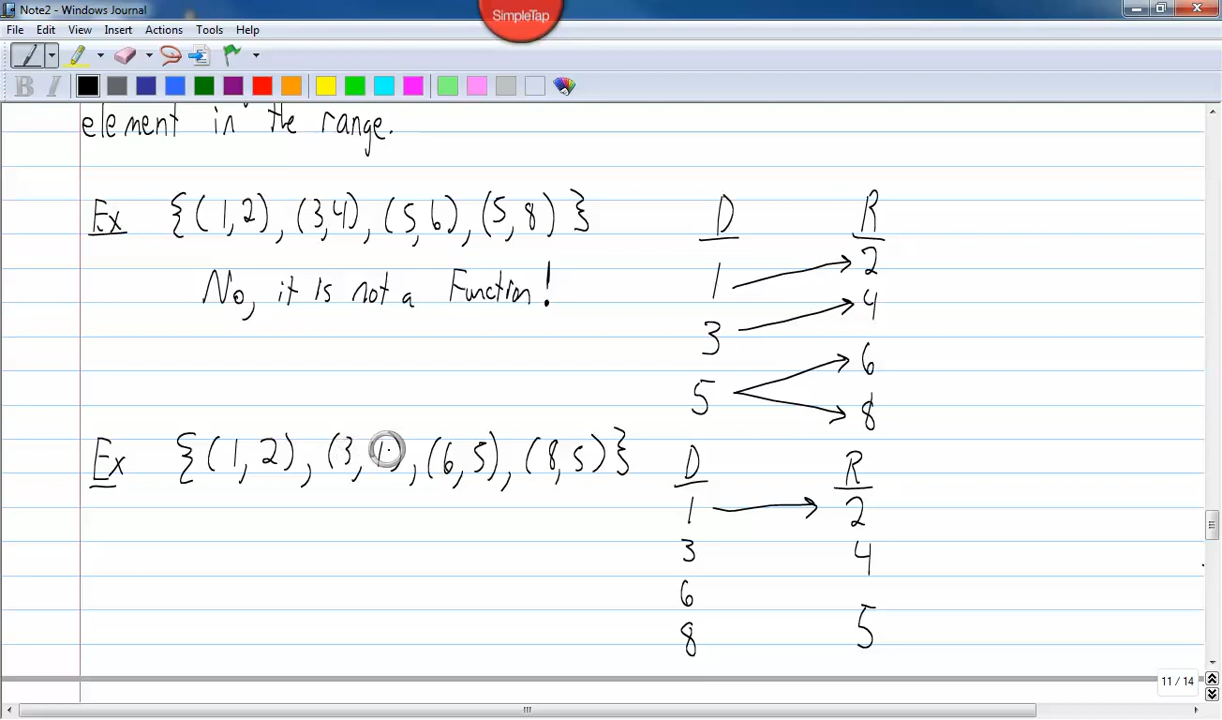 Note2 - Windows Journal
SimpleTap
File Edit View Insert Actions Tools Help
B I
element in the range.
Ex {(1,2), (3,4), (5,6), (5,8)}
No, it is not a Function!
D R
1 2
3 4
5 6
8
Ex {(1,2), (3, ), (6,5), (8,5)}
D R
1 2
3 4
6
8 5
11 / 14